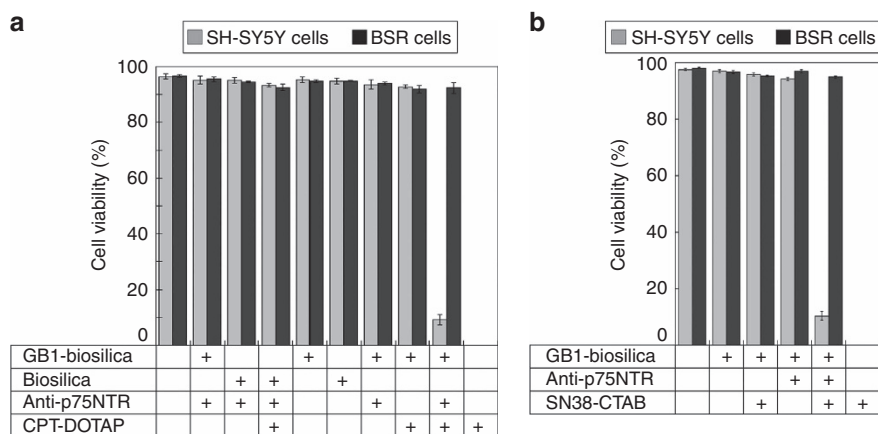 a
SH-SY5Y cells BSR cells
100
80
60
40
20
0
Cell viability (%)
GB1-biosilica + + + + +
Biosilica + + +
Anti-p75NTR + + + + +
CPT-DOTAP + + + +
b
SH-SY5Y cells BSR cells
100
80
60
40
20
0
Cell viability (%)
GB1-biosilica + + + +
Anti-p75NTR + +
SN38-CTAB + + +